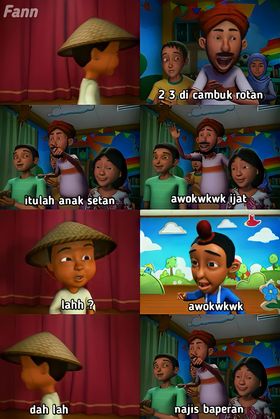 Fann
2 3 di cambuk rotan
itulah anak setan
awokwkwk ijat
lahh ?
awokwkwk
dah lah
najis baperan